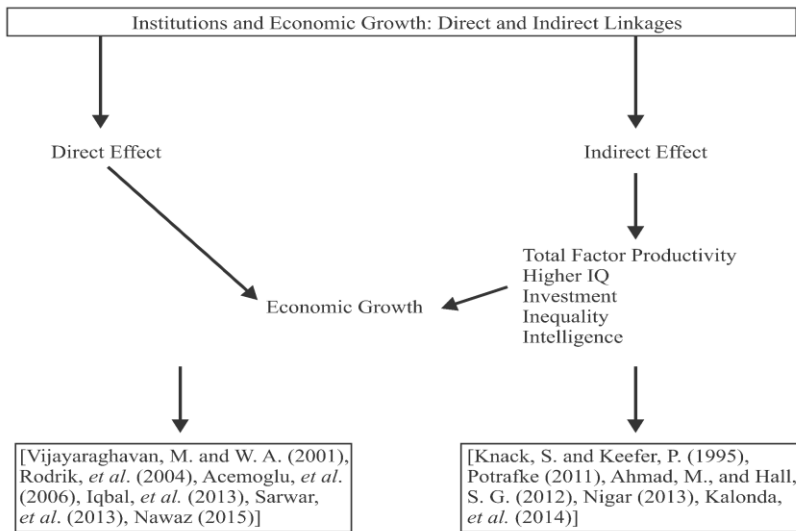 Institutions and Economic Growth: Direct and Indirect Linkages
Direct Effect
Indirect Effect
Total Factor Productivity
Higher IQ
Investment
Inequality
Intelligence
Economic Growth
[Vijayaraghavan, M. and W. A. (2001),
Rodrik, et al. (2004), Acemoglu, et al.
(2006), Iqbal, et al. (2013), Sarwar,
et al. (2013), Nawaz (2015)]
[Knack, S. and Keefer, P. (1995),
Potrafke (2011), Ahmad, M., and Hall,
S. G. (2012), Nigar (2013), Kalonda,
et al. (2014)]